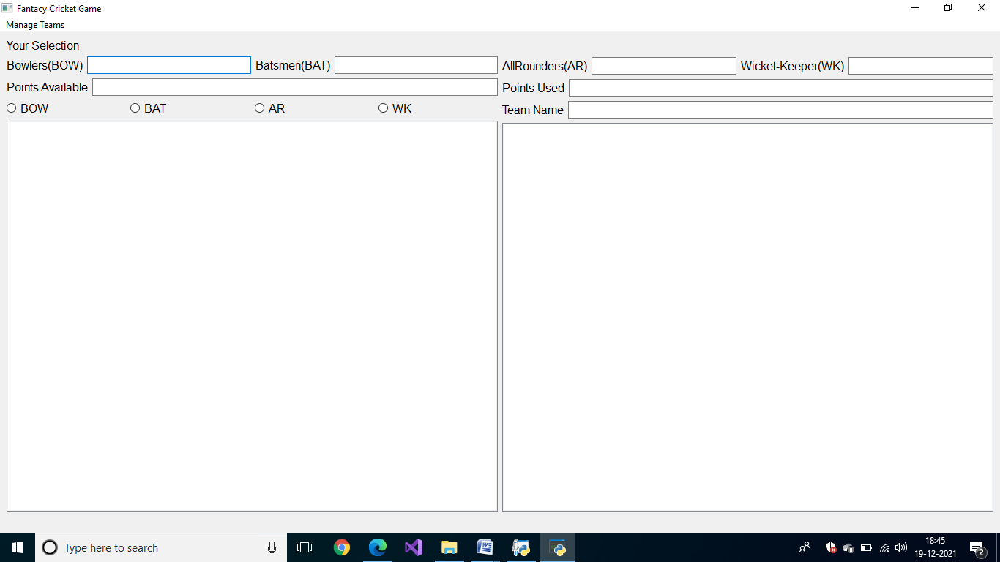 Fantacy Cricket Game
Manage Teams
Your Selection
Bowlers(BOW) Batsmen(BAT) AllRounders(AR) Wicket-Keeper(WK)
Points Available Points Used
BOW BAT AR WK Team Name
Type here to search
18:45
19-12-2021
2